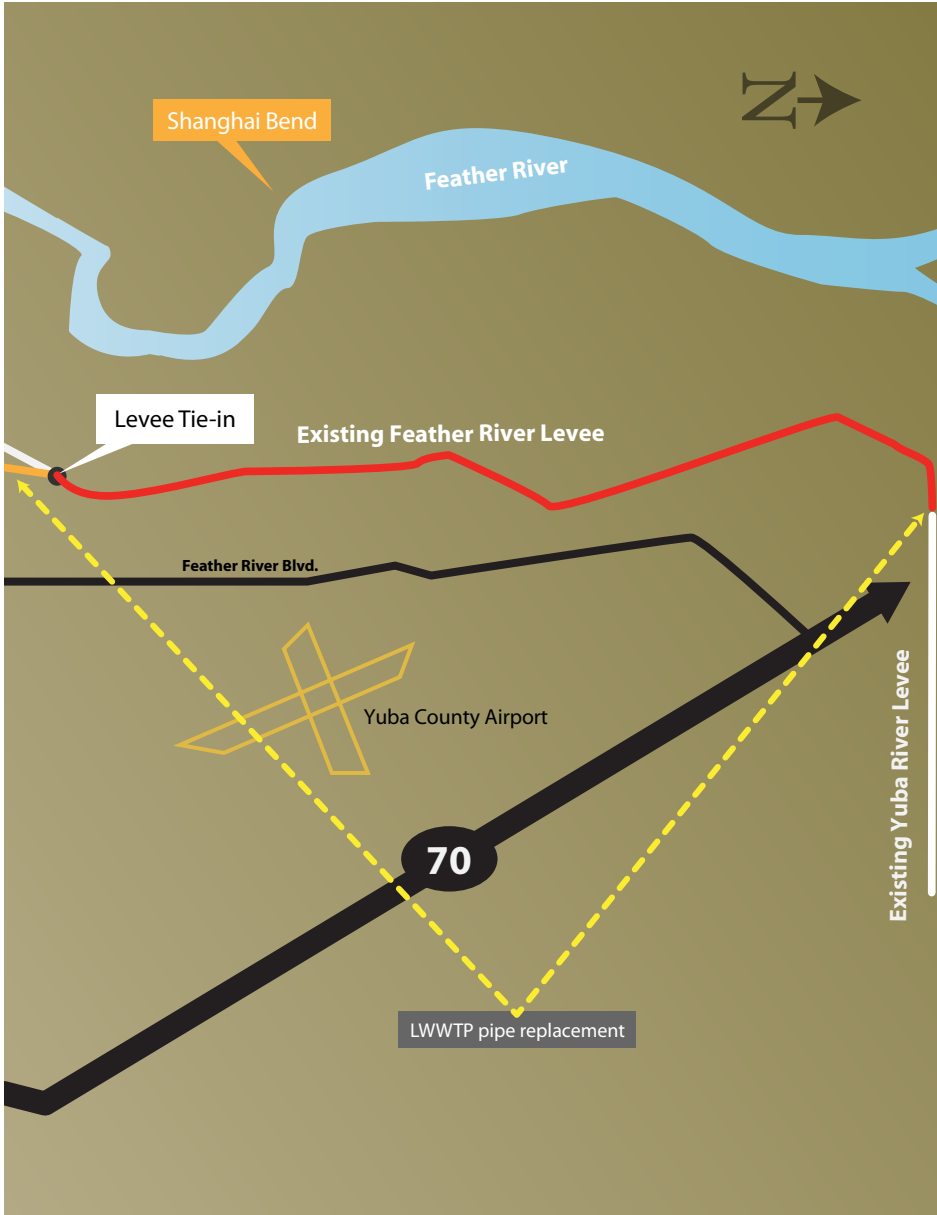 N
Shanghai Bend
Feather River
Levee Tie-in
Existing Feather River Levee
Feather River Blvd.
Yuba County Airport
Existing Yuba River Levee
70
LWWTP pipe replacement